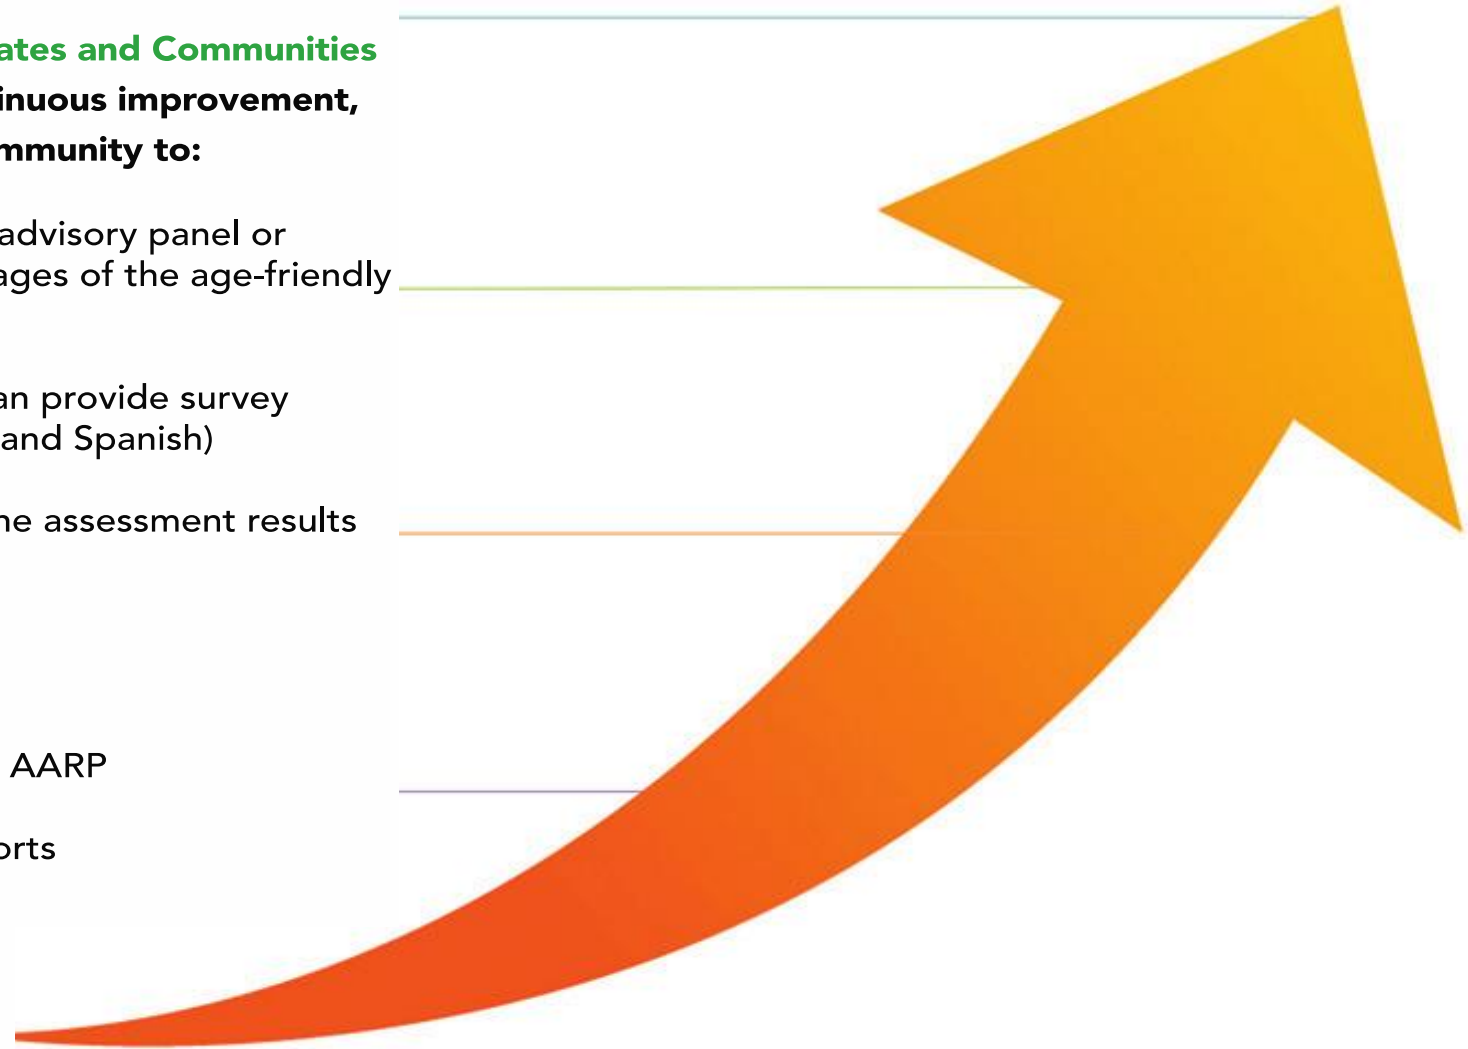 ates and Communities
inuous improvement,
mmunity to:
advisory panel or
ages of the age-friendly
an provide survey
and Spanish)
ne assessment results
AARP
orts